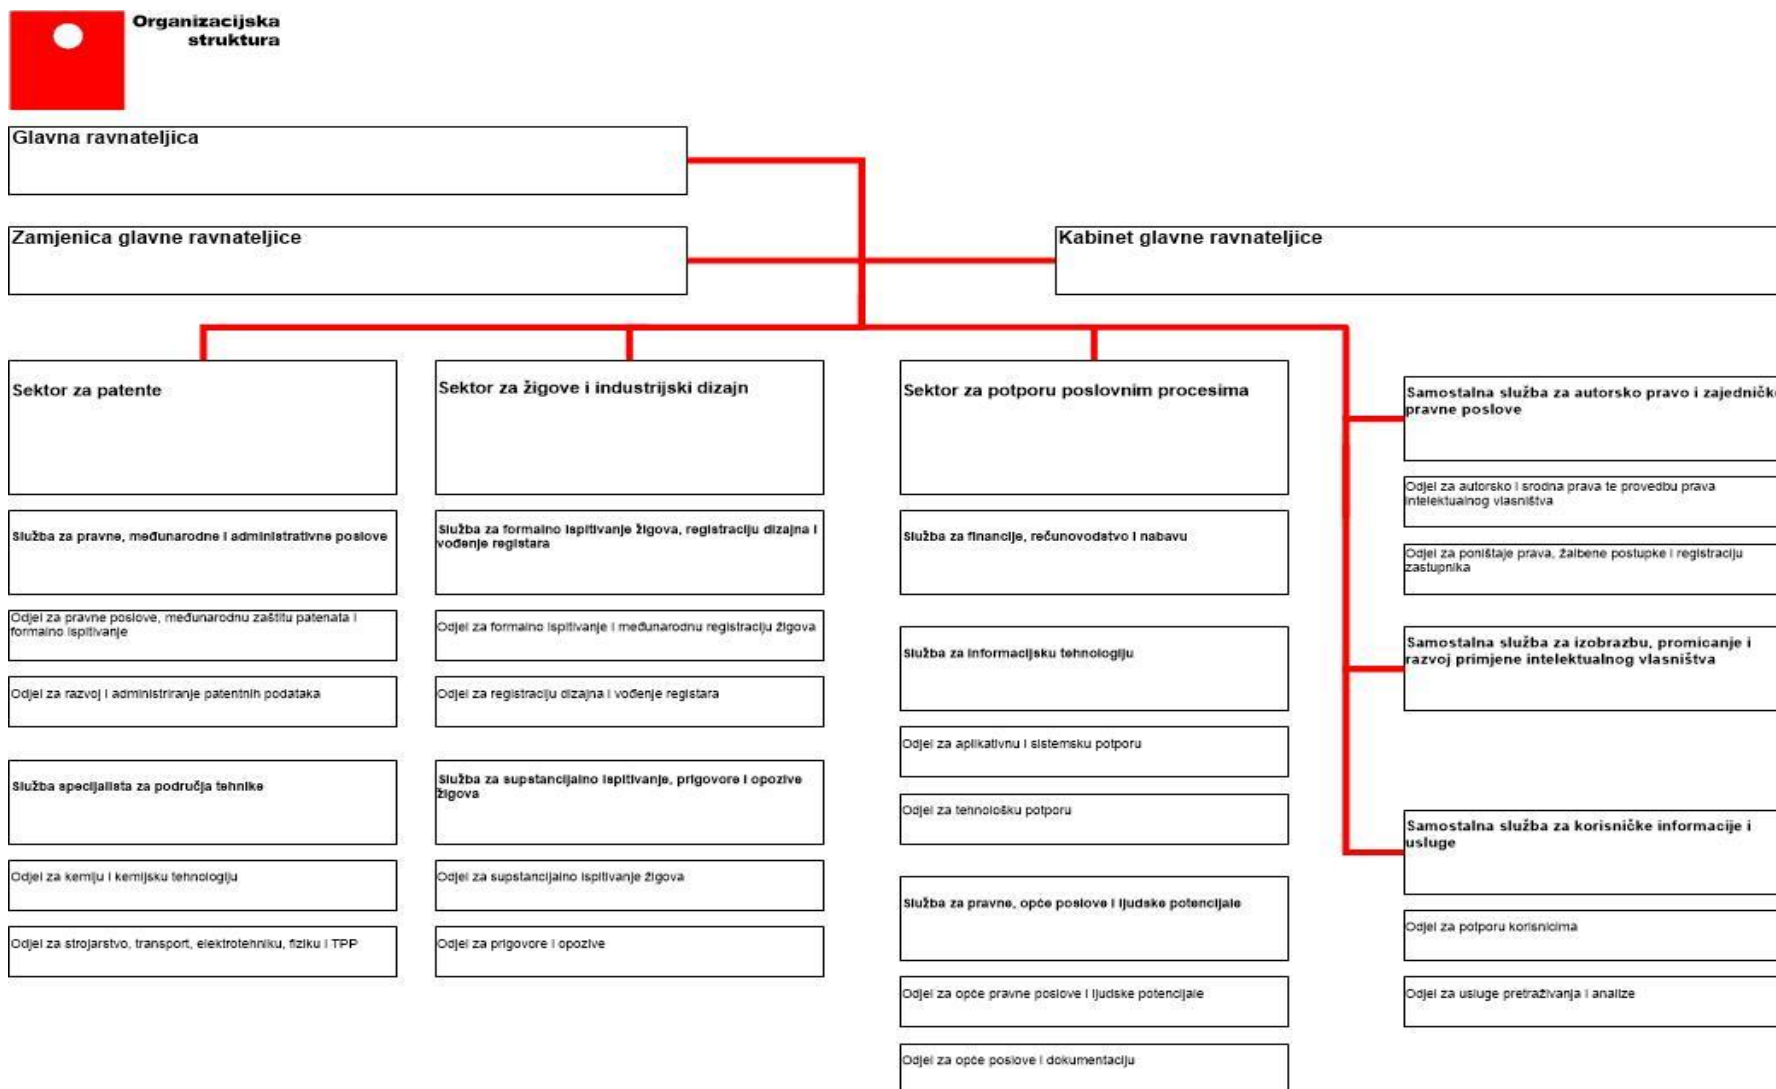 Organizacijska
struktura
Glavna ravnateljica
Zamjenica glavne ravnateljice
Kabinet glavne ravnateljice
Sektor za patente
Služba za pravne, međunarodne i administrativne poslove
Odjel za pravne poslove, međunarodnu zaštitu patenata i
formalno ispitivanje
Odjel za razvoj i administriranje patentnih podataka
Služba specijalista za područja tehnike
Odjel za kemiju i kemijsku tehnologiju
Odjel za strojarstvo, transport, elektrotehniku, fiziku i TPP
Sektor za žigove i industrijski dizajn
Služba za formalno ispitivanje žigova, registraciju dizajna i
vođenje registara
Odjel za formalno ispitivanje i međunarodnu registraciju žigova
Odjel za registraciju dizajna i vođenje registara
Služba za supstancijalno ispitivanje, prigovore i opozive
žigova
Odjel za supstancijalno ispitivanje žigova
Odjel za prigovore i opozive
Sektor za potporu poslovnim procesima
Služba za financije, rečunovodstvo i nabavu
Služba za informacijsku tehnologiju
Odjel za aplikativnu i sistemsku potporu
Odjel za tehnološku potporu
Služba za pravne, opće poslove i ljudske potencijale
Odjel za opće pravne poslove i ljudske potencijale
Odjel za opće poslove i dokumentaciju
Samostalna služba za autorsko pravo i zajedničke
pravne poslove
Odjel za autorsko i srodna prava te provedbu prava
intelektualnog vlasništva
Odjel za poništaje prava, žalbene postupke i registraciju
zastupnika
Samostalna služba za izobrazbu, promicanje i
razvoj primjene intelektualnog vlasništva
Samostalna služba za korisničke informacije i
usluge
Odjel za potporu korisnicima
Odjel za usluge pretraživanja i analize